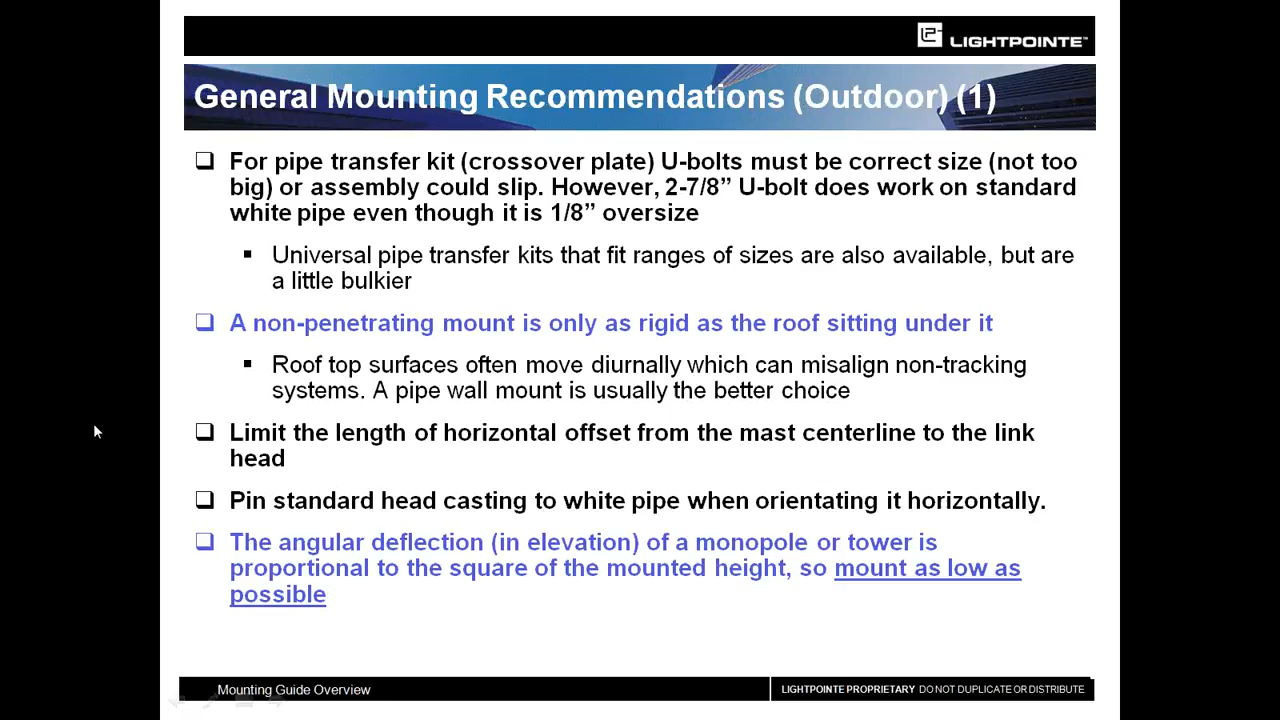 LIGHTPOINTE™
General Mounting Recommendations (Outdoor) (1)
For pipe transfer kit (crossover plate) U-bolts must be correct size (not too
big) or assembly could slip. However, 2-7/8” U-bolt does work on standard
white pipe even though it is 1/8” oversize
Universal pipe transfer kits that fit ranges of sizes are also available, but are
a little bulkier
A non-penetrating mount is only as rigid as the roof sitting under it
Roof top surfaces often move diurnally which can misalign non-tracking
systems. A pipe wall mount is usually the better choice
Limit the length of horizontal offset from the mast centerline to the link
head
Pin standard head casting to white pipe when orientating it horizontally.
The angular deflection (in elevation) of a monopole or tower is
proportional to the square of the mounted height, so mount as low as
possible
Mounting Guide Overview
LIGHTPOINTE PROPRIETARY DO NOT DUPLICATE OR DISTRIBUTE